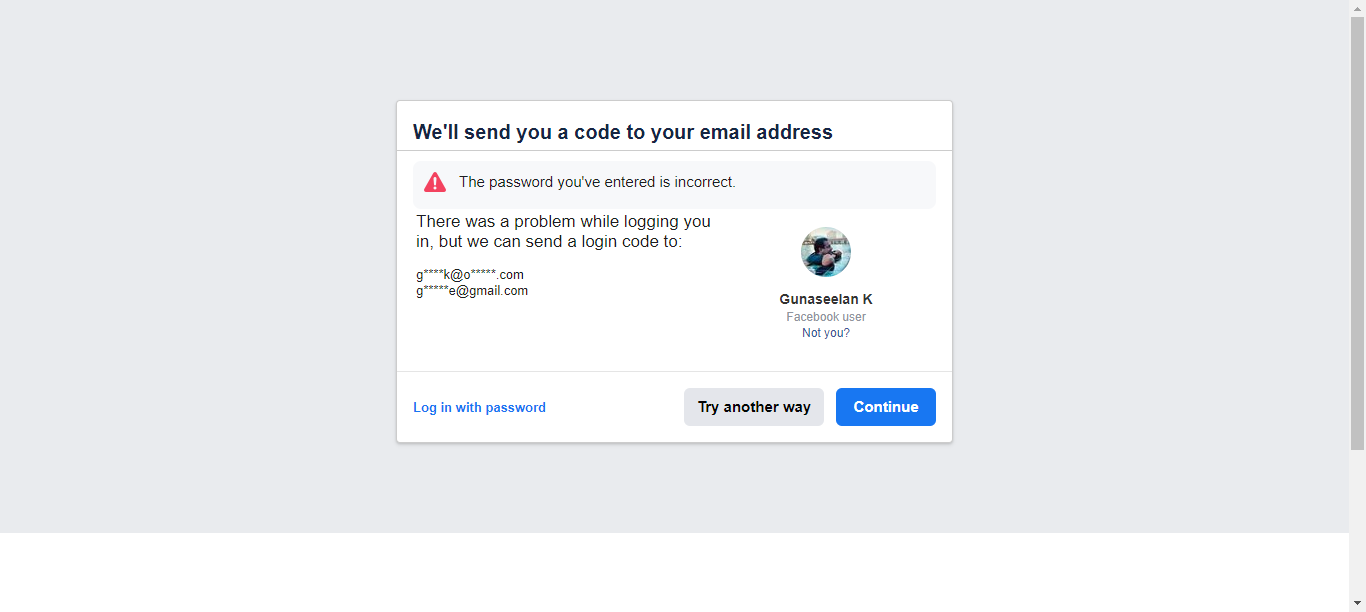 We'll send you a code to your email address
The password you've entered is incorrect.
There was a problem while logging you
in, but we can send a login code to:
g****k@o*****.com
g*****e@gmail.com
Gunaseelan K
Facebook user
Not you?
Log in with password
Try another way
Continue